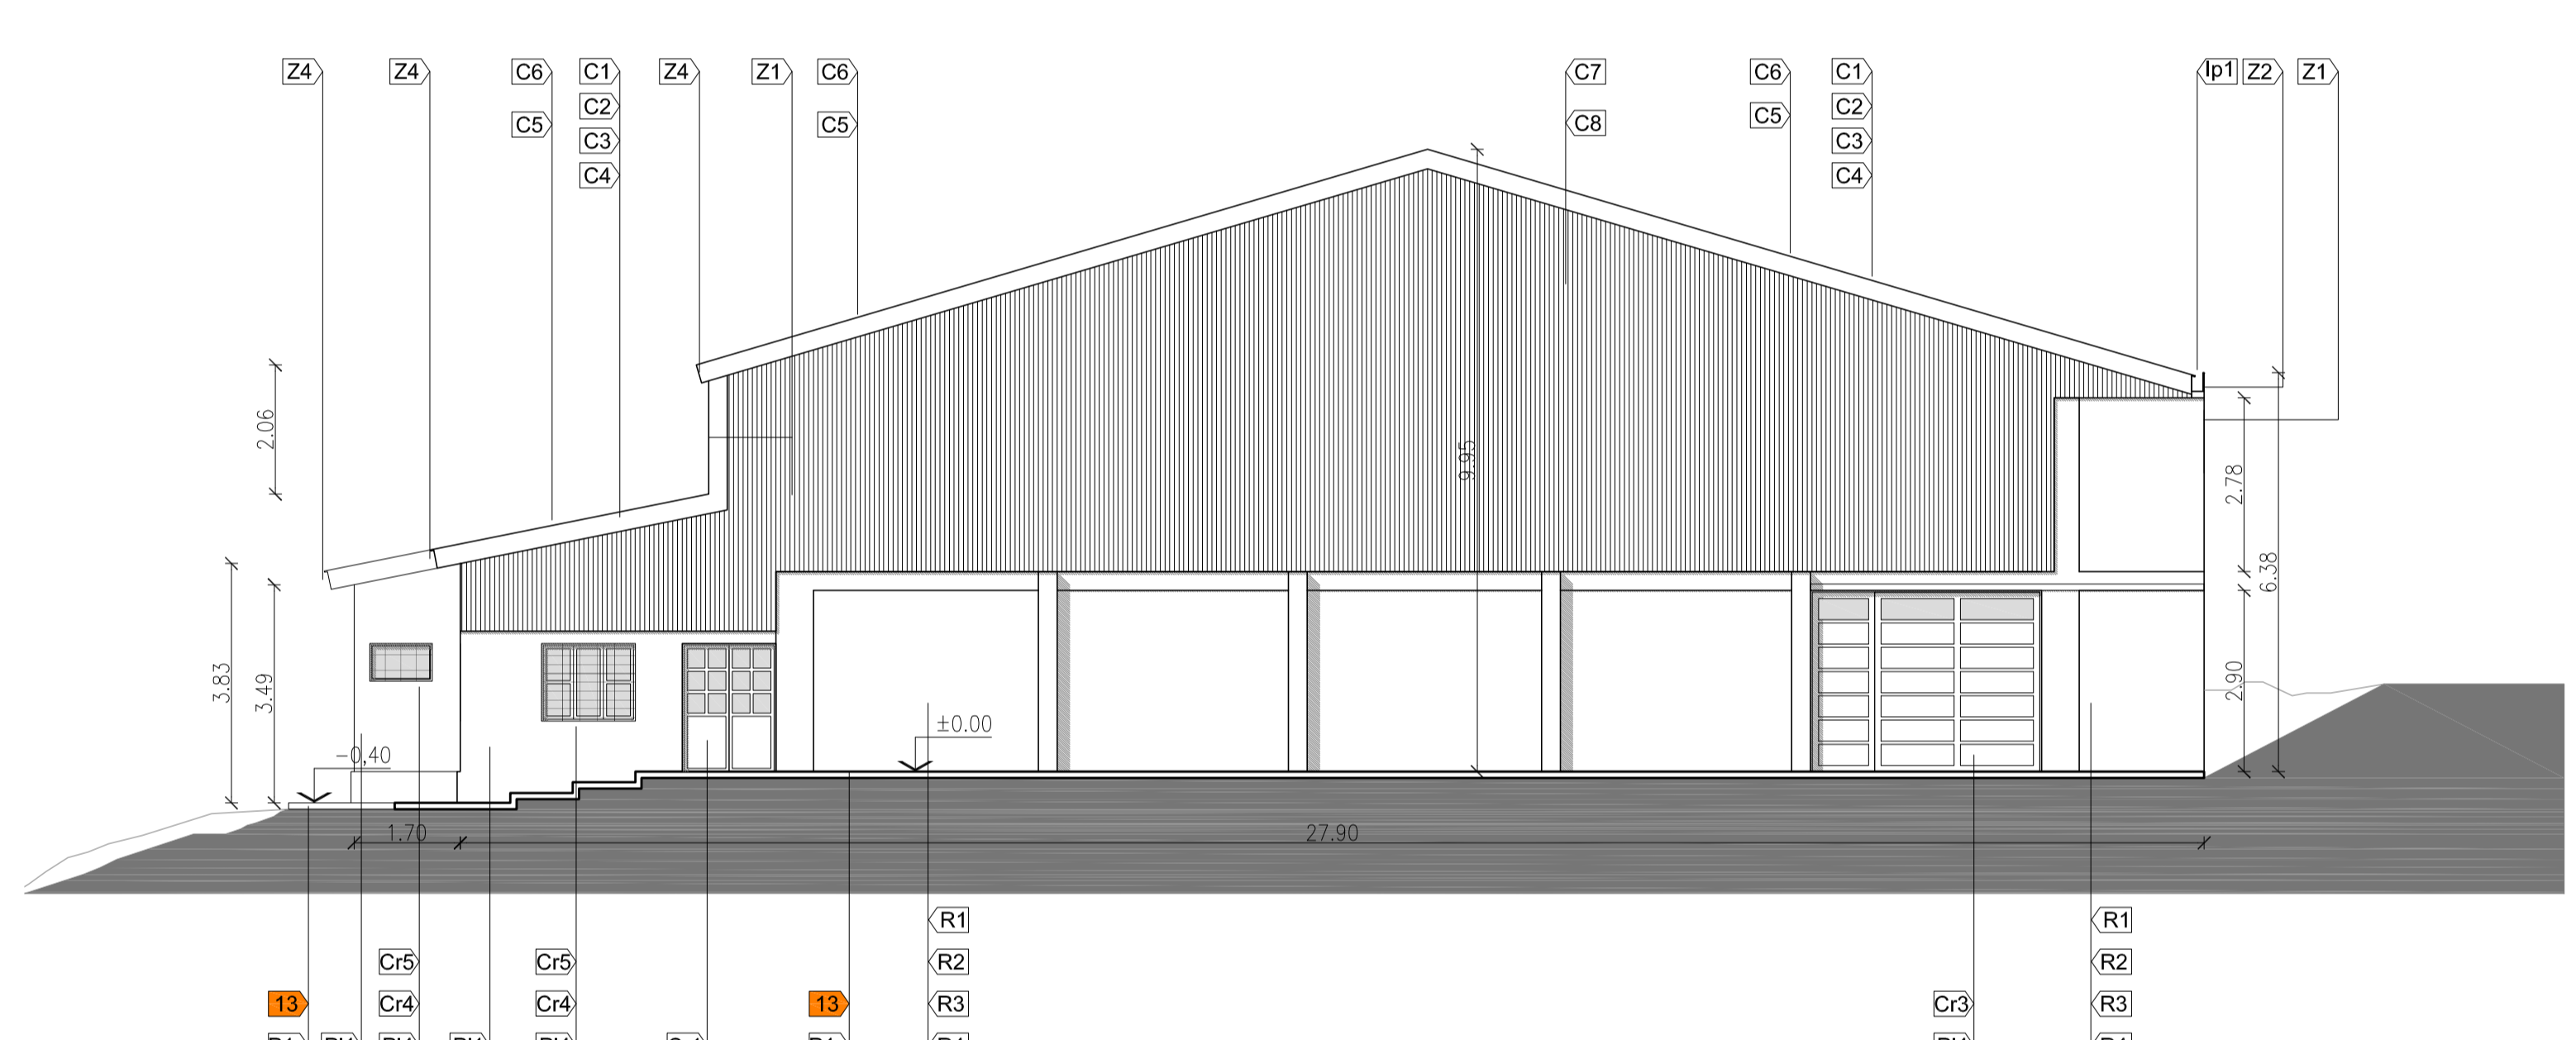 Z4 Z4 C6 C1 Z4 Z1 C6 C7 C6 C1 Ip1 Z2 Z1
C2 C2
C5 C5 C8 C5
C3 C3
C4 C4
2.06
9.95
2.78
6.38
3.83
3.49
2.90
±0.00
-0,40
1.70 27.90
R1 R1
Cr5 Cr5 R2 R2
13 Cr4 Cr4 13 R3 Cr3 R3